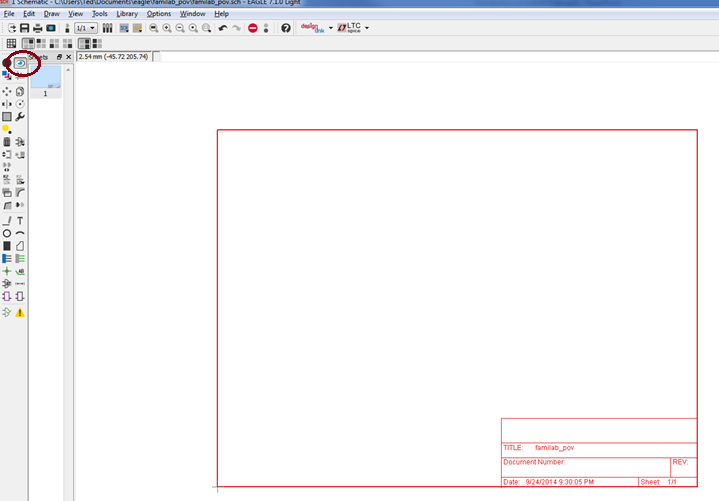 1 Schematic - C:\Users\Ted\Documents\eagle\familab_pov\familab_pov.sch - EAGLE 7.1.0 Light
File Edit Draw View Tools Library Options Window Help
1/1 design link LTC spice
2.54 mm (-45.72 205.74)
1
TITLE: familab_pov
Document Number: REV:
Date: 9/24/2014 9:30:05 PM Sheet: 1/1